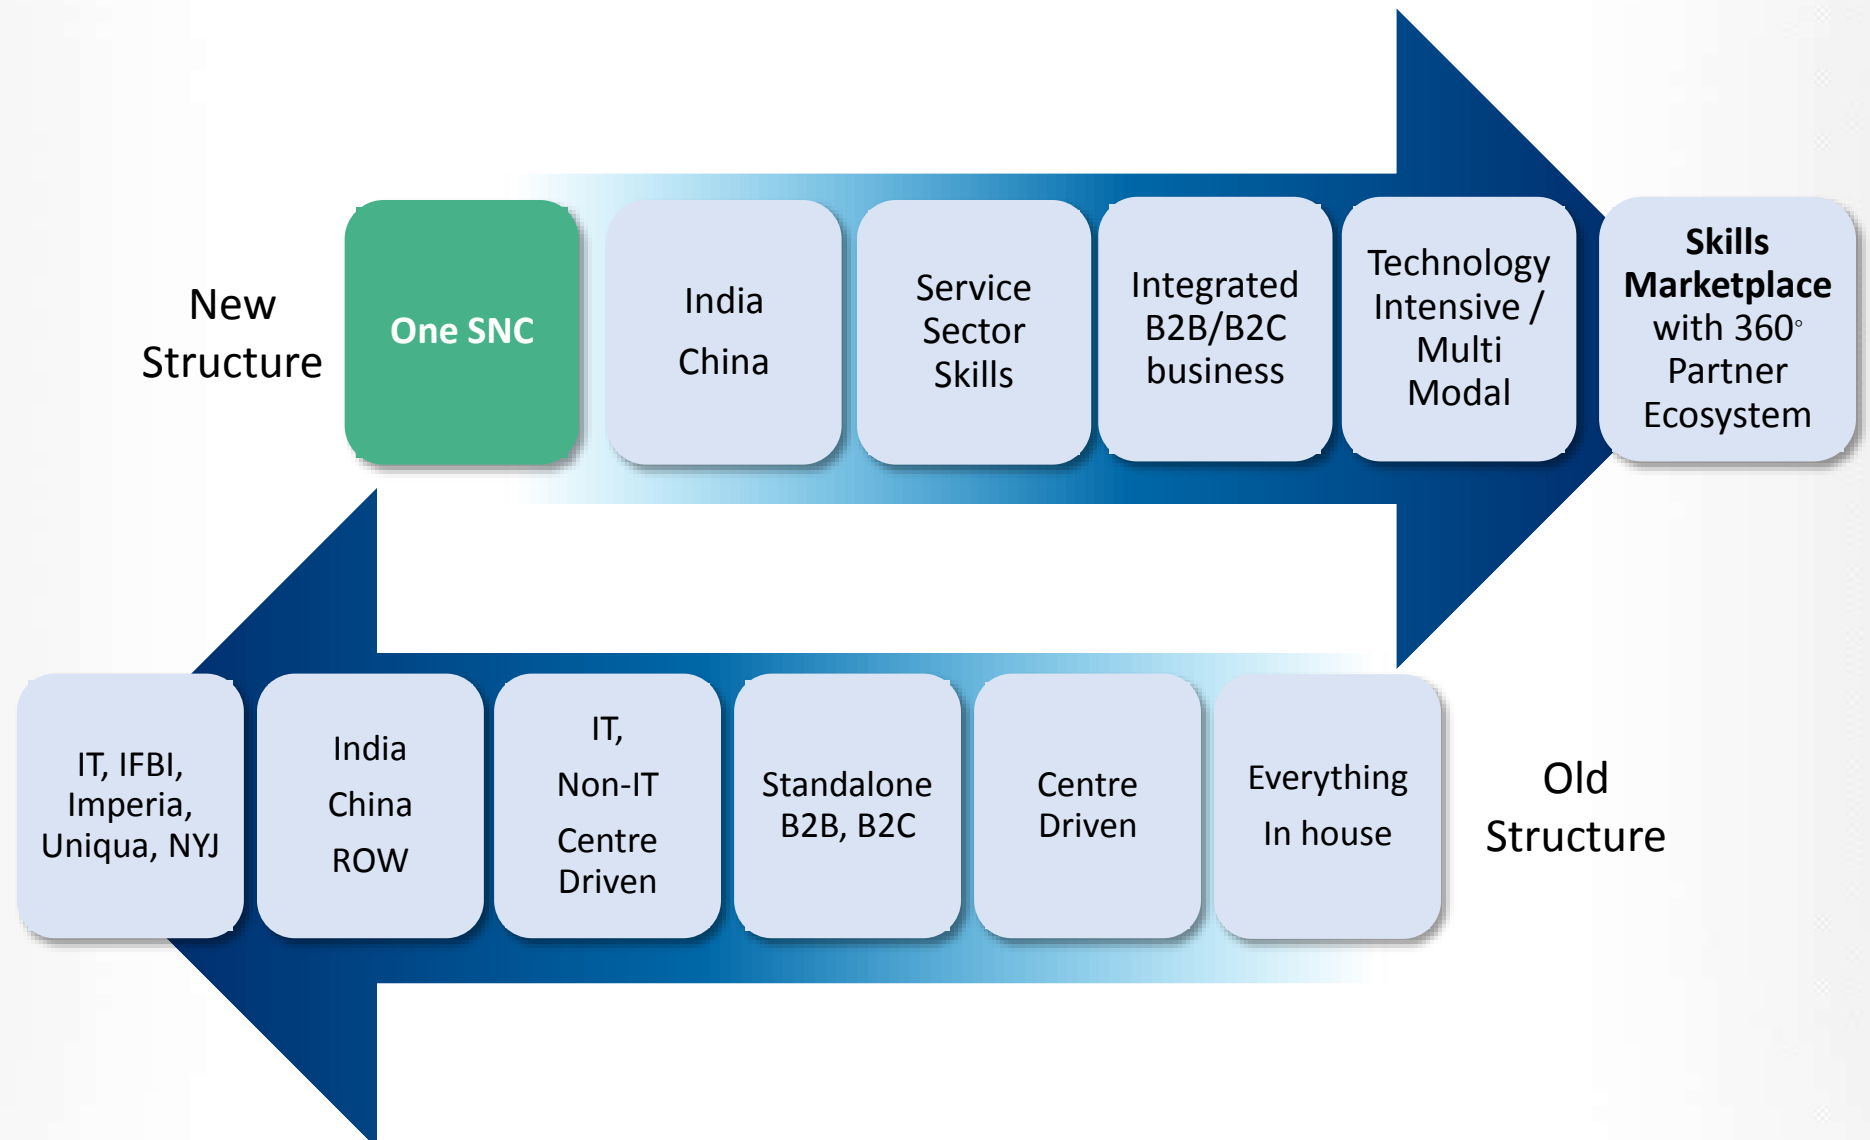 New
Structure
One SNC
India
China
Service
Sector
Skills
Integrated
B2B/B2C
business
Technology
Intensive /
Multi
Modal
Skills
Marketplace
with 360°
Partner
Ecosystem
IT, IFBI,
Imperia,
Uniqua, NYJ
India
China
ROW
IT,
Non-IT
Centre
Driven
Standalone
B2B, B2C
Centre
Driven
Everything
In house
Old
Structure